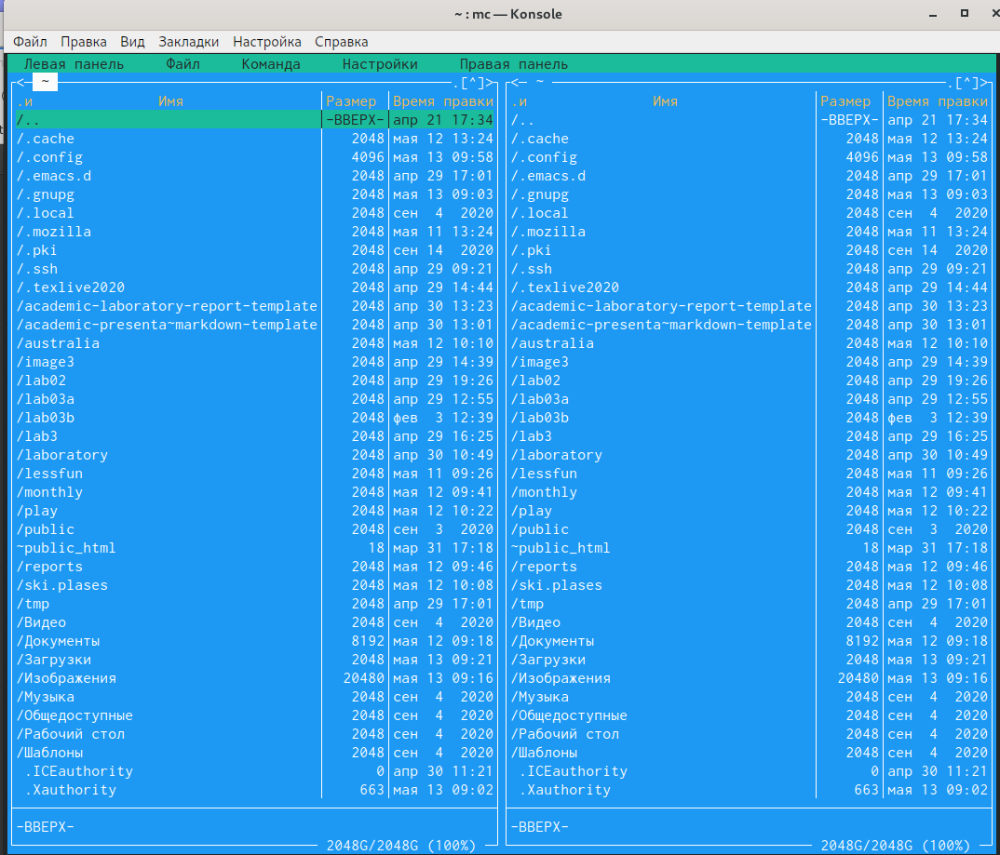 ~ : mc — Konsole
Файл Правка Вид Закладки Настройка Справка
Левая панель Файл Команда Настройки Правая панель
<— ~ .[^]> <— ~ .[^]>
.и Имя Размер Время правки .и Имя Размер Время правки
/.. -ВВЕРХ- апр 21 17:34 /.. -ВВЕРХ- апр 21 17:34
/.cache 2048 мая 12 13:24 /.cache 2048 мая 12 13:24
/.config 4096 мая 13 09:58 /.config 4096 мая 13 09:58
/.emacs.d 2048 апр 29 17:01 /.emacs.d 2048 апр 29 17:01
/.gnupg 2048 мая 13 09:03 /.gnupg 2048 мая 13 09:03
/.local 2048 сен 4 2020 /.local 2048 сен 4 2020
/.mozilla 2048 мая 11 13:24 /.mozilla 2048 мая 11 13:24
/.pki 2048 сен 14 2020 /.pki 2048 сен 14 2020
/.ssh 2048 апр 29 09:21 /.ssh 2048 апр 29 09:21
/.texlive2020 2048 апр 29 14:44 /.texlive2020 2048 апр 29 14:44
/academic-laboratory-report-template 2048 апр 30 13:23 /academic-laboratory-report-template 2048 апр 30 13:23
/academic-presenta~markdown-template 2048 апр 30 13:01 /academic-presenta~markdown-template 2048 апр 30 13:01
/australia 2048 мая 12 10:10 /australia 2048 мая 12 10:10
/image3 2048 апр 29 14:39 /image3 2048 апр 29 14:39
/lab02 2048 апр 29 19:26 /lab02 2048 апр 29 19:26
/lab03a 2048 апр 29 12:55 /lab03a 2048 апр 29 12:55
/lab03b 2048 фев 3 12:39 /lab03b 2048 фев 3 12:39
/lab3 2048 апр 29 16:25 /lab3 2048 апр 29 16:25
/laboratory 2048 апр 30 10:49 /laboratory 2048 апр 30 10:49
/lessfun 2048 мая 11 09:26 /lessfun 2048 мая 11 09:26
/monthly 2048 мая 12 09:41 /monthly 2048 мая 12 09:41
/play 2048 мая 12 10:22 /play 2048 мая 12 10:22
/public 2048 сен 3 2020 /public 2048 сен 3 2020
~public_html 18 мар 31 17:18 ~public_html 18 мар 31 17:18
/reports 2048 мая 12 09:46 /reports 2048 мая 12 09:46
/ski.plases 2048 мая 12 10:08 /ski.plases 2048 мая 12 10:08
/tmp 2048 апр 29 17:01 /tmp 2048 апр 29 17:01
/Видео 2048 сен 4 2020 /Видео 2048 сен 4 2020
/Документы 8192 мая 12 09:18 /Документы 8192 мая 12 09:18
/Загрузки 2048 мая 13 09:21 /Загрузки 2048 мая 13 09:21
/Изображения 20480 мая 13 09:16 /Изображения 20480 мая 13 09:16
/Музыка 2048 сен 4 2020 /Музыка 2048 сен 4 2020
/Общедоступные 2048 сен 4 2020 /Общедоступные 2048 сен 4 2020
/Рабочий стол 2048 сен 4 2020 /Рабочий стол 2048 сен 4 2020
/Шаблоны 2048 сен 4 2020 /Шаблоны 2048 сен 4 2020
.ICEauthority 0 апр 30 11:21 .ICEauthority 0 апр 30 11:21
.Xauthority 663 мая 13 09:02 .Xauthority 663 мая 13 09:02
-ВВЕРХ- -ВВЕРХ-
2048G/2048G (100%) 2048G/2048G (100%)